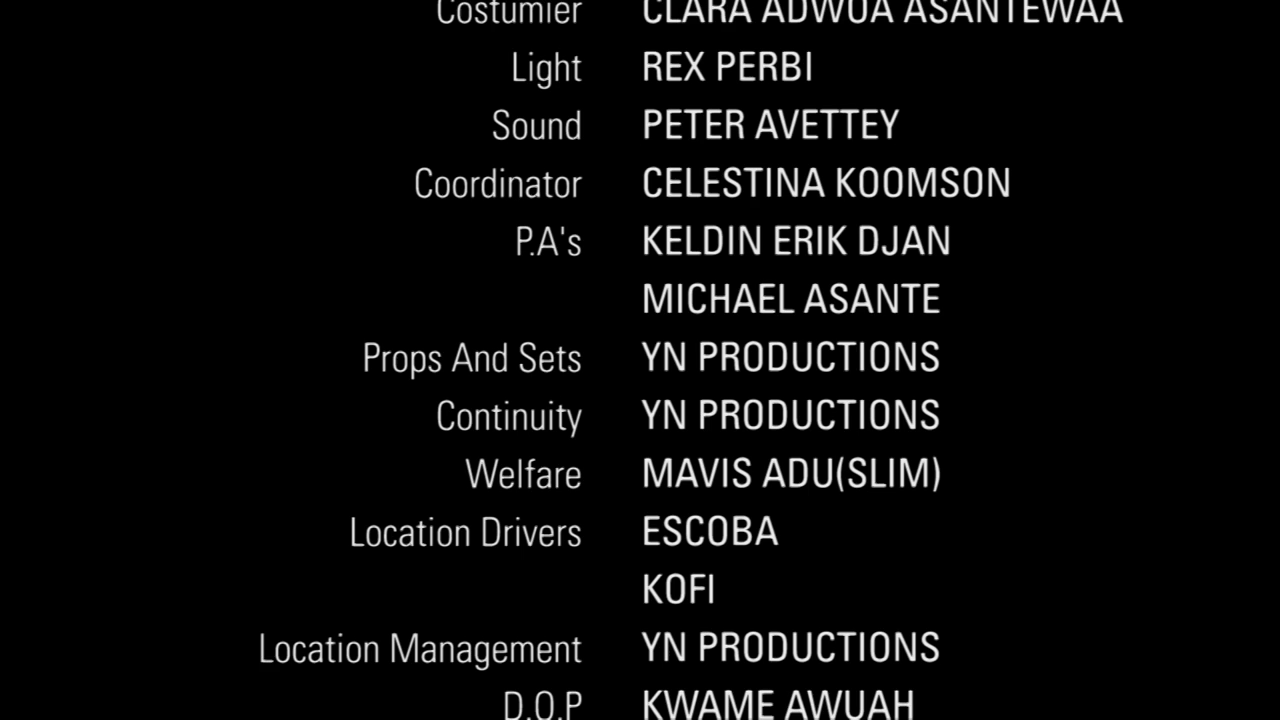 Costumier CLARA ADWOA ASANTEWAA
Light REX PERBI
Sound PETER AVETTEY
Coordinator CELESTINA KOOMSON
P.A's KELDIN ERIK DJAN
MICHAEL ASANTE
Props And Sets YN PRODUCTIONS
Continuity YN PRODUCTIONS
Welfare MAVIS ADU(SLIM)
Location Drivers ESCOBA
KOFI
Location Management YN PRODUCTIONS
D.O.P KWAME AWUAH